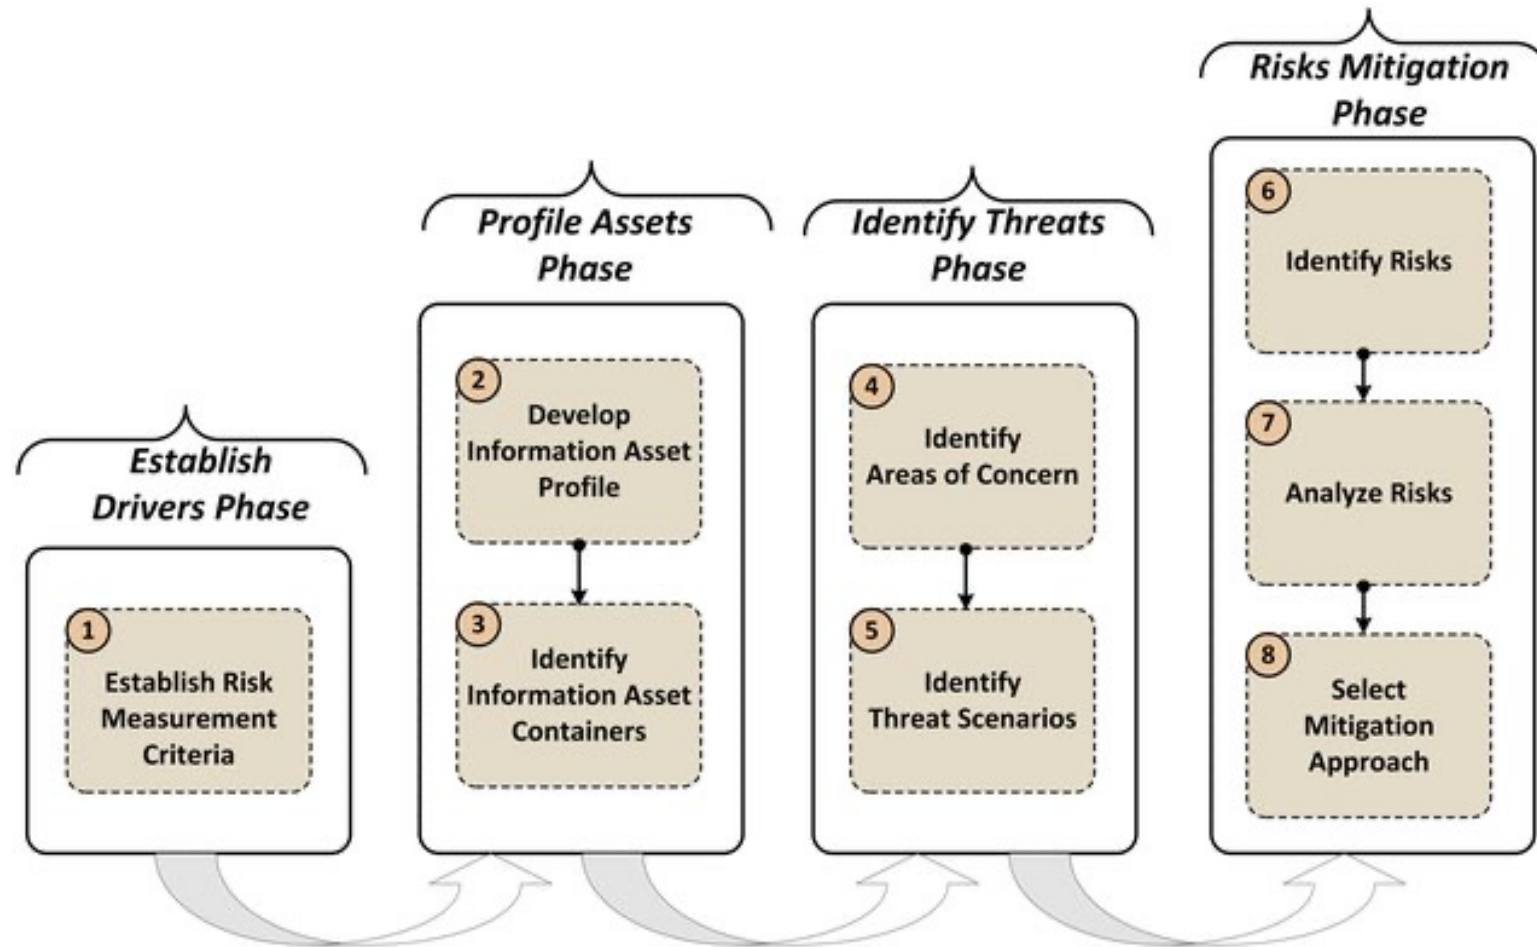 Establish
Drivers Phase
1
Establish Risk
Measurement
Criteria
Profile Assets
Phase
2
Develop
Information Asset
Profile
3
Identify
Information Asset
Containers
Identify Threats
Phase
4
Identify
Areas of Concern
5
Identify
Threat Scenarios
Risks Mitigation
Phase
6
Identify Risks
7
Analyze Risks
8
Select
Mitigation
Approach